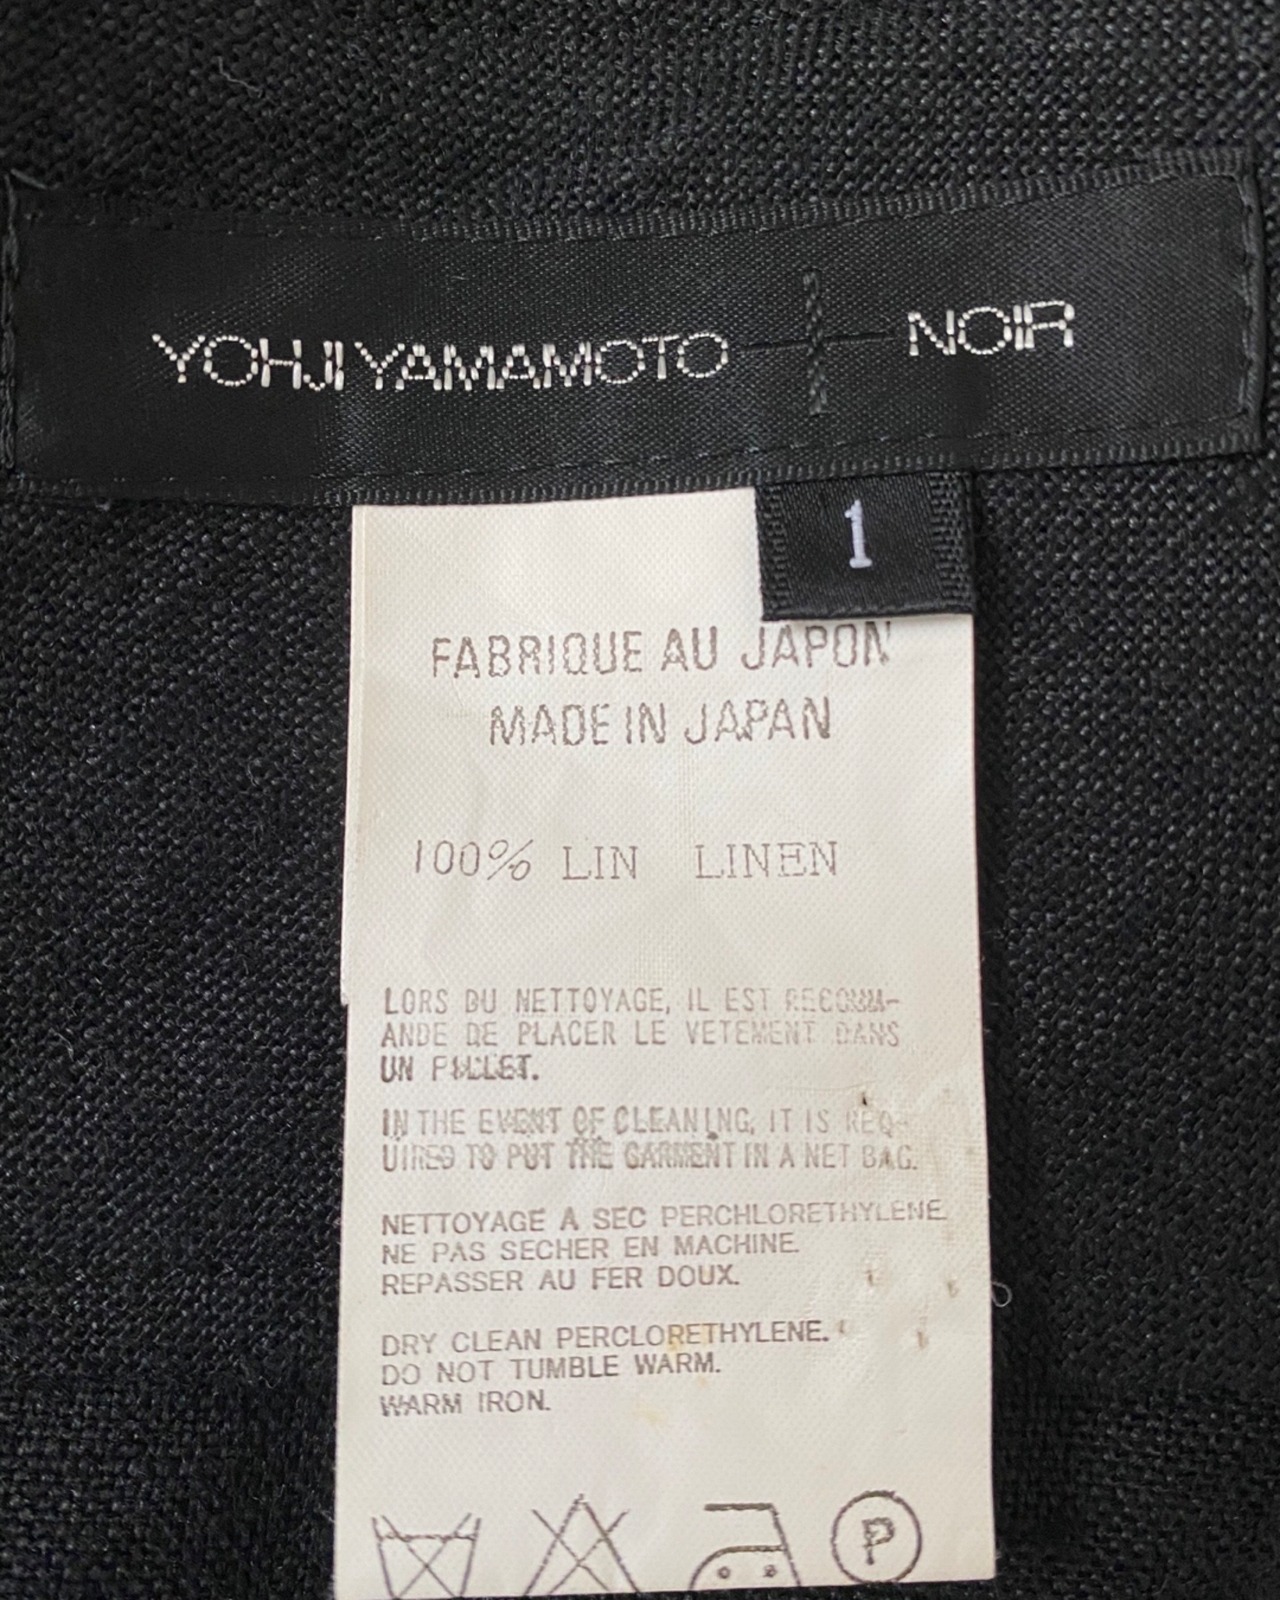 YOHJI YAMAMOTO + NOIR
1
FABRIQUE AU JAPON
MADE IN JAPAN
100% LIN LINEN
LORS DU NETTOYAGE, IL EST RECOMM-
ANDE DE PLACER LE VETEMENT DANS
UN FILLET.
IN THE EVENT OF CLEANING, IT IS REQ-
UIRED TO PUT THE GARMENT IN A NET BAG.
NETTOYAGE A SEC PERCHLORETHYLENE.
NE PAS SECHER EN MACHINE.
REPASSER AU FER DOUX.
DRY CLEAN PERCLORETHYLENE.
DO NOT TUMBLE WARM.
WARM IRON.
P